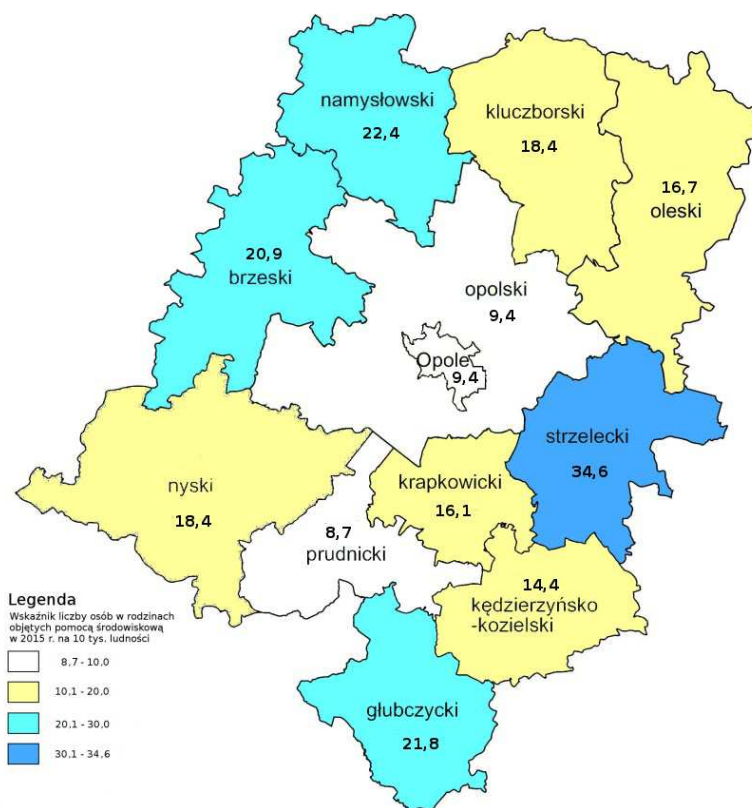 namysłowski
22,4
kluczborski
18,4
16,7
oleski
20,9
brzeski
opolski
9,4
Opole
9,4
strzelecki
34,6
nyski
18,4
krapkowicki
16,1
8,7
prudnicki
14,4
kędzierzyńsko
-kozielski
głubczycki
21,8
Legenda
Wskaźnik liczby osób w rodzinach
objętych pomocą środowiskową
w 2015 r. na 10 tys. ludności
8,7 - 10,0
10,1 - 20,0
20,1 - 30,0
30,1 - 34,6